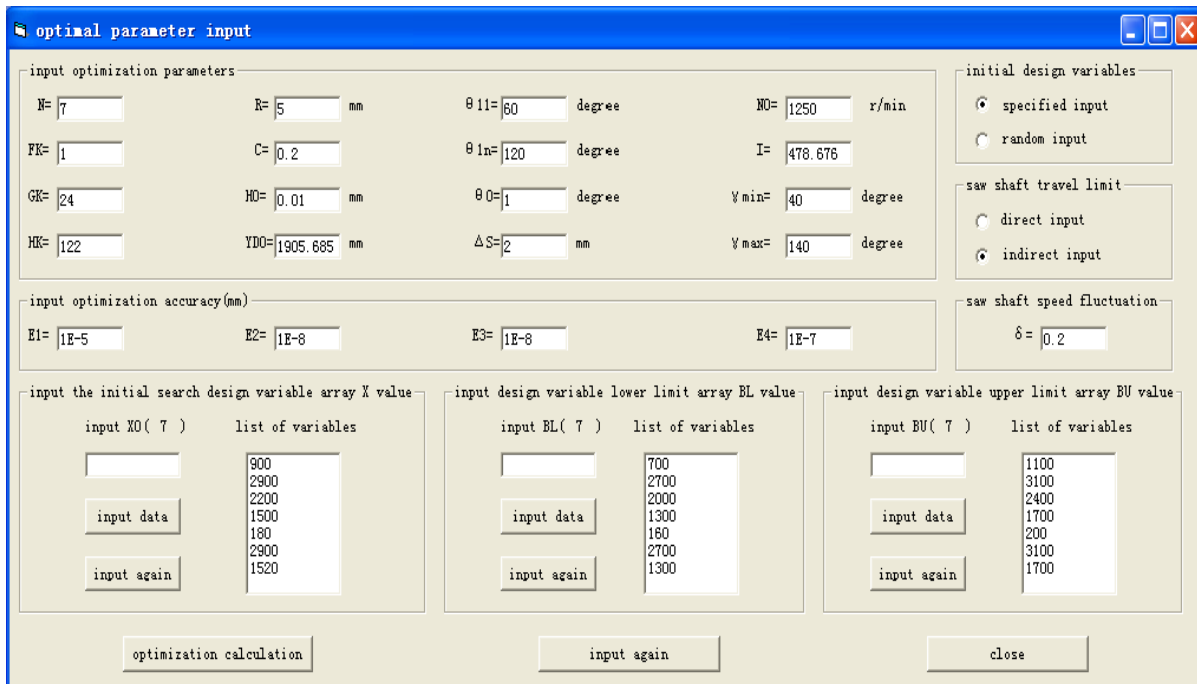 optimal parameter input
input optimization parameters
N= 7 R= 5 mm θ11= 60 degree N0= 1250 r/min
FK= 1 C= 0.2 θ1n= 120 degree I= 478.676
GK= 24 H0= 0.01 mm θ0= 1 degree γmin= 40 degree
HK= 122 YD0= 1905.685 mm ΔS= 2 mm γmax= 140 degree
initial design variables
specified input
random input
saw shaft travel limit
direct input
indirect input
input optimization accuracy(mm)
E1= 1E-5 E2= 1E-8 E3= 1E-8 E4= 1E-7
saw shaft speed fluctuation
δ= 0.2
input the initial search design variable array X value
input X0( 7 ) list of variables
900
2900
2200
input data 1500
180
2900
input again 1520
input design variable lower limit array BL value
input BL( 7 ) list of variables
700
2700
2000
input data 1300
160
2700
input again 1300
input design variable upper limit array BU value
input BU( 7 ) list of variables
1100
3100
2400
input data 1700
200
3100
input again 1700
optimization calculation input again close